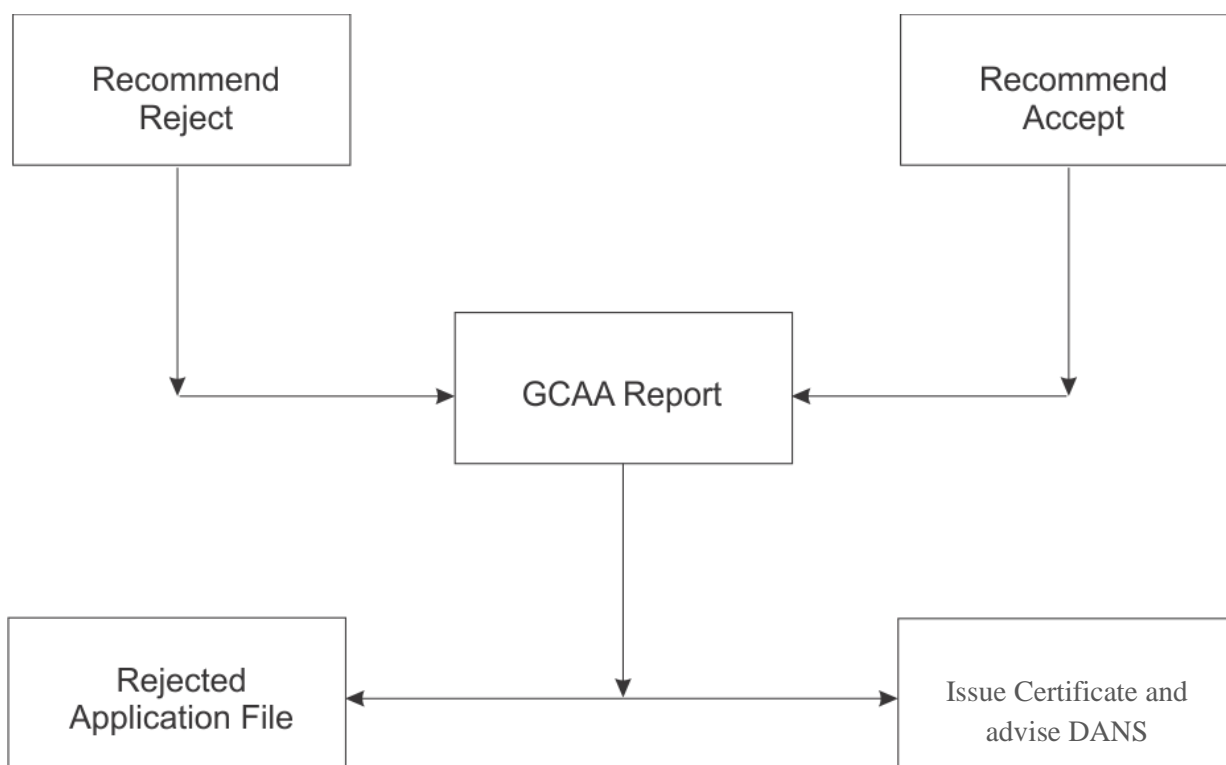 Recommend
Reject
Recommend
Accept
GCAA Report
Rejected
Application File
Issue Certificate and
advise DANS